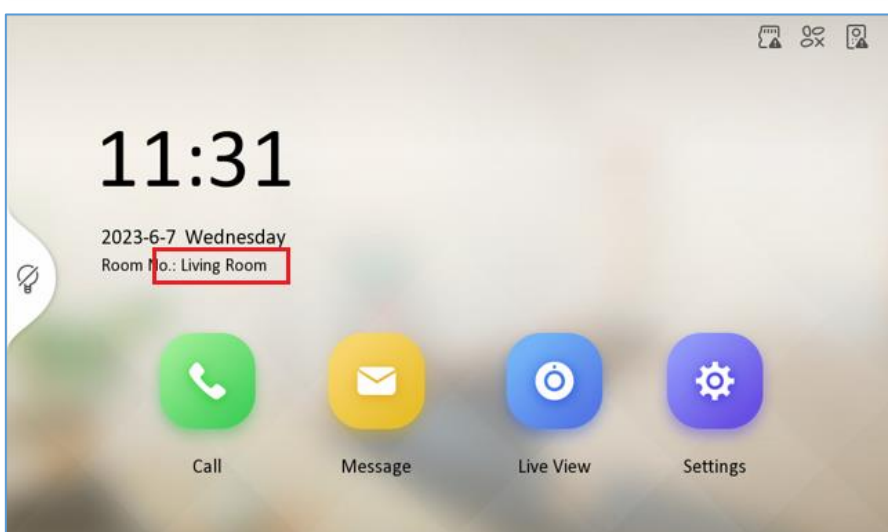 11:31
2023-6-7 Wednesday
Room No.: Living Room
Call
Message
Live View
Settings